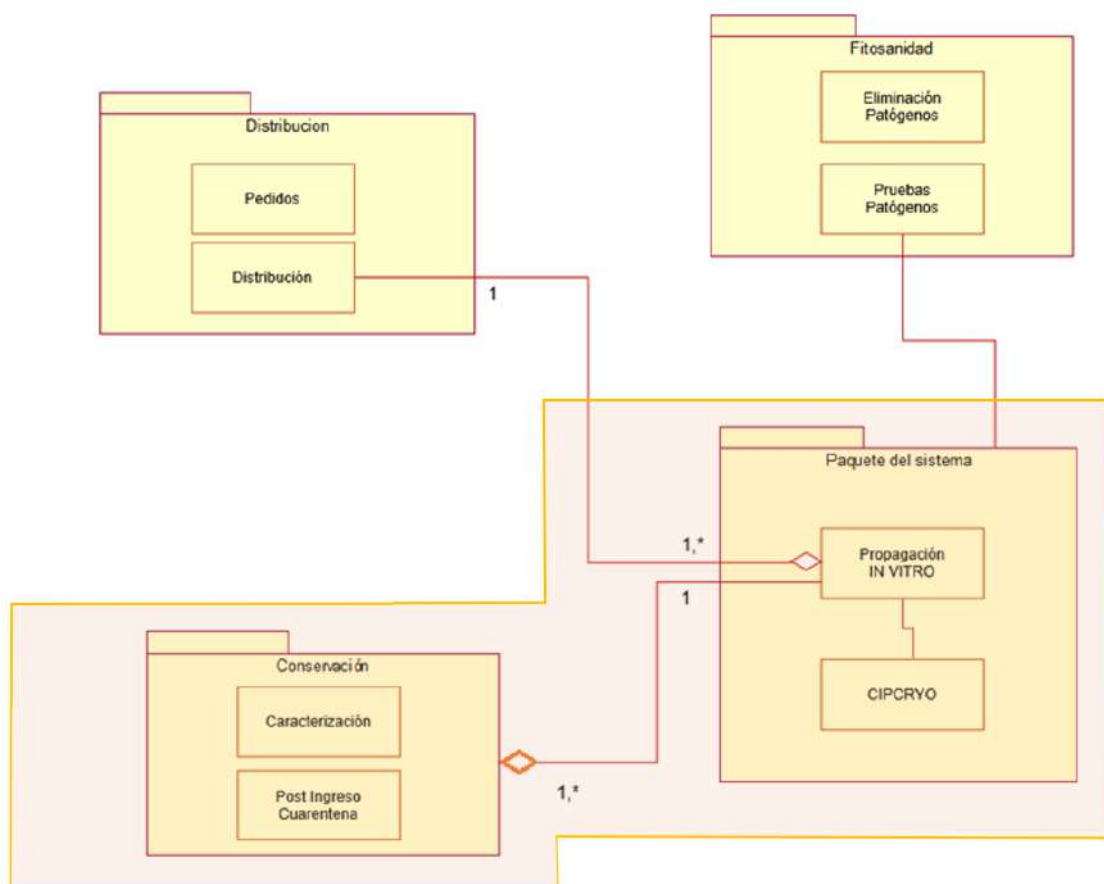 Fitosanidad
Eliminación
Patógenos
Pruebas
Patógenos
Distribucion
Pedidos
Distribución
1
Paquete del sistema
1,*
Propagación
IN VITRO
1
CIPCRYO
Conservación
Caracterización
Post Ingreso
Cuarentena
1,*